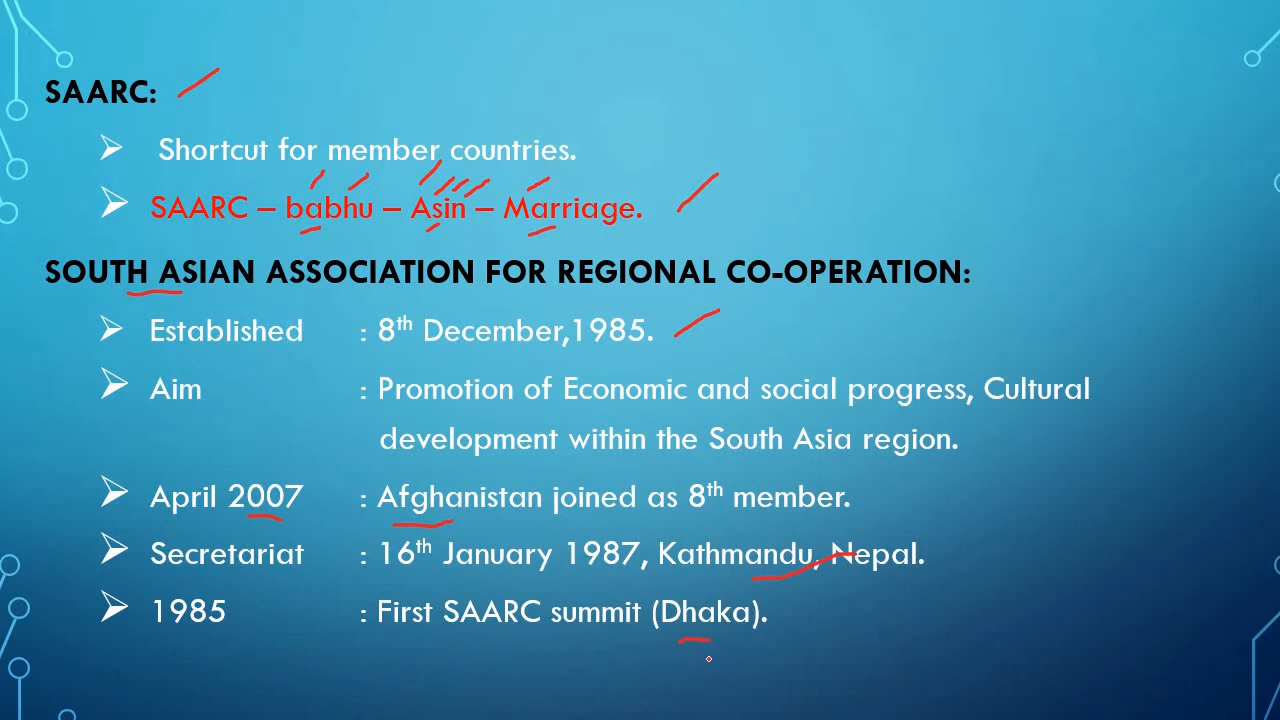 SAARC:
Shortcut for member countries.
SAARC – babhu – Asin – Marriage.
SOUTH ASIAN ASSOCIATION FOR REGIONAL CO-OPERATION:
Established : 8th December,1985.
Aim : Promotion of Economic and social progress, Cultural
development within the South Asia region.
April 2007 : Afghanistan joined as 8th member.
Secretariat : 16th January 1987, Kathmandu, Nepal.
1985 : First SAARC summit (Dhaka).